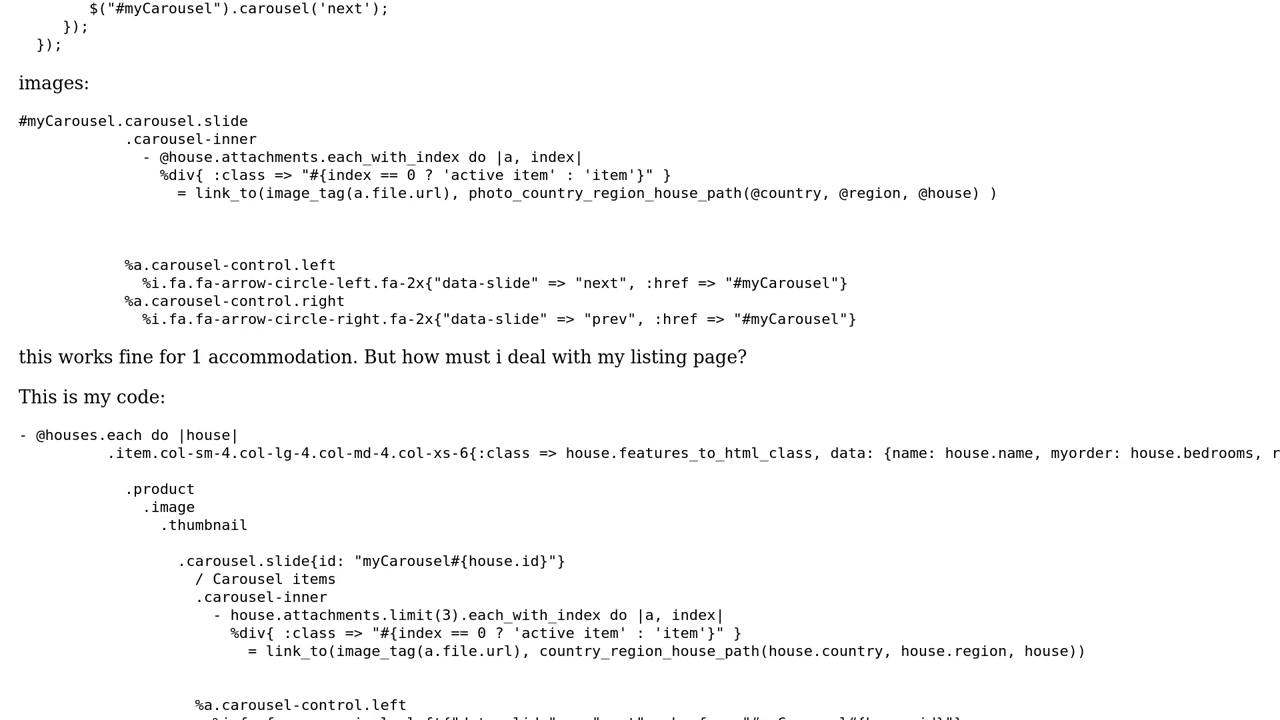 $("#myCarousel").carousel('next');
});
});
images:
#myCarousel.carousel.slide
.carousel-inner
- @house.attachments.each_with_index do |a, index|
%div{ :class => "#{index == 0 ? 'active item' : 'item'}" }
= link_to(image_tag(a.file.url), photo_country_region_house_path(@country, @region, @house) )
%a.carousel-control.left
%i.fa.fa-arrow-circle-left.fa-2x{"data-slide" => "next", :href => "#myCarousel"}
%a.carousel-control.right
%i.fa.fa-arrow-circle-right.fa-2x{"data-slide" => "prev", :href => "#myCarousel"}
this works fine for 1 accommodation. But how must i deal with my listing page?
This is my code:
- @houses.each do |house|
.item.col-sm-4.col-lg-4.col-md-4.col-xs-6{:class => house.features_to_html_class, data: {name: house.name, myorder: house.bedrooms, r
.product
.image
.thumbnail
.carousel.slide{id: "myCarousel#{house.id}"}
/ Carousel items
.carousel-inner
- house.attachments.limit(3).each_with_index do |a, index|
%div{ :class => "#{index == 0 ? 'active item' : 'item'}" }
= link_to(image_tag(a.file.url), country_region_house_path(house.country, house.region, house))
%a.carousel-control.left